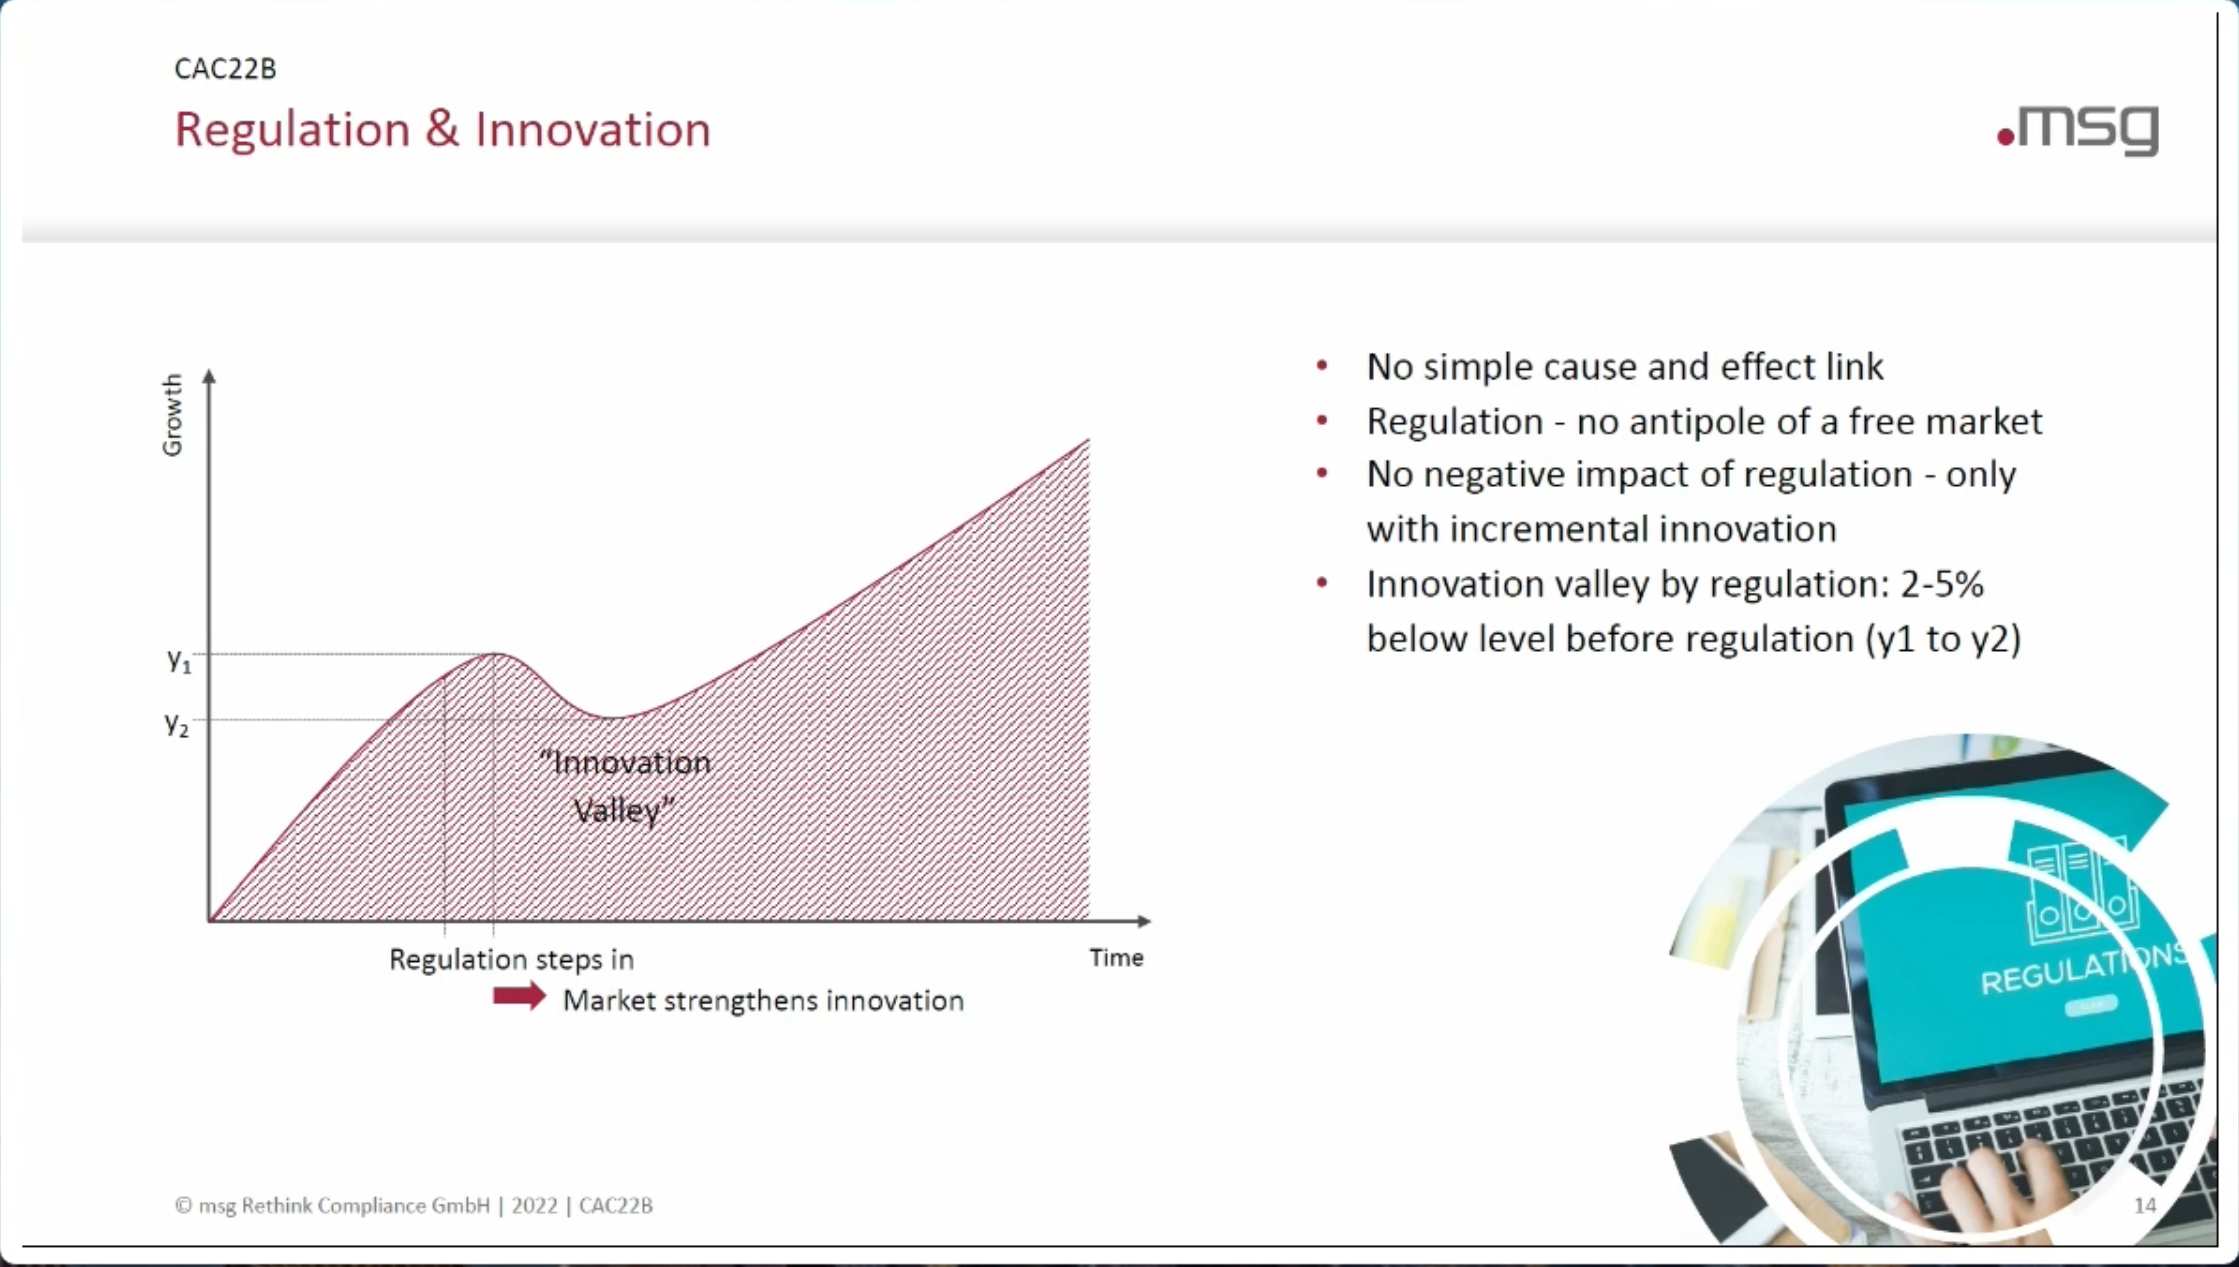 CAC22B
Regulation & Innovation
.msg
Growth
y1
y2
“Innovation
Valley”
Regulation steps in
Time
Market strengthens innovation
• No simple cause and effect link
• Regulation - no antipole of a free market
• No negative impact of regulation - only
with incremental innovation
• Innovation valley by regulation: 2-5%
below level before regulation (y1 to y2)
REGULATIONS
© msg Rethink Compliance GmbH | 2022 | CAC22B
14